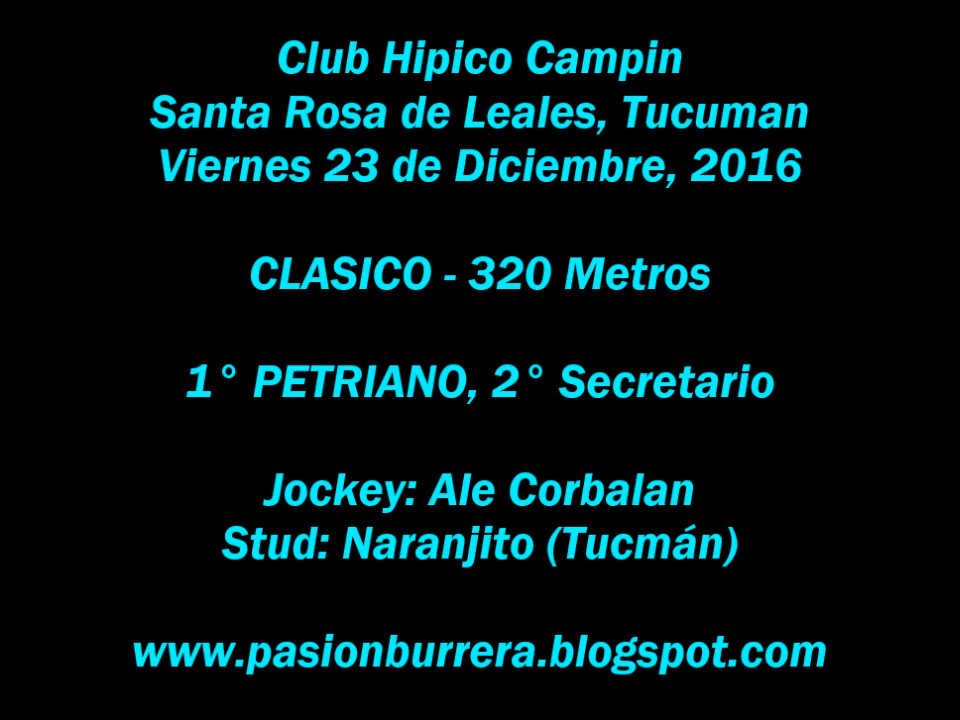 Club Hipico Campin
Santa Rosa de Leales, Tucuman
Viernes 23 de Diciembre, 2016
CLASICO - 320 Metros
1° PETRIANO, 2° Secretario
Jockey: Ale Corbalan
Stud: Naranjito (Tucmán)
www.pasionburrera.blogspot.com